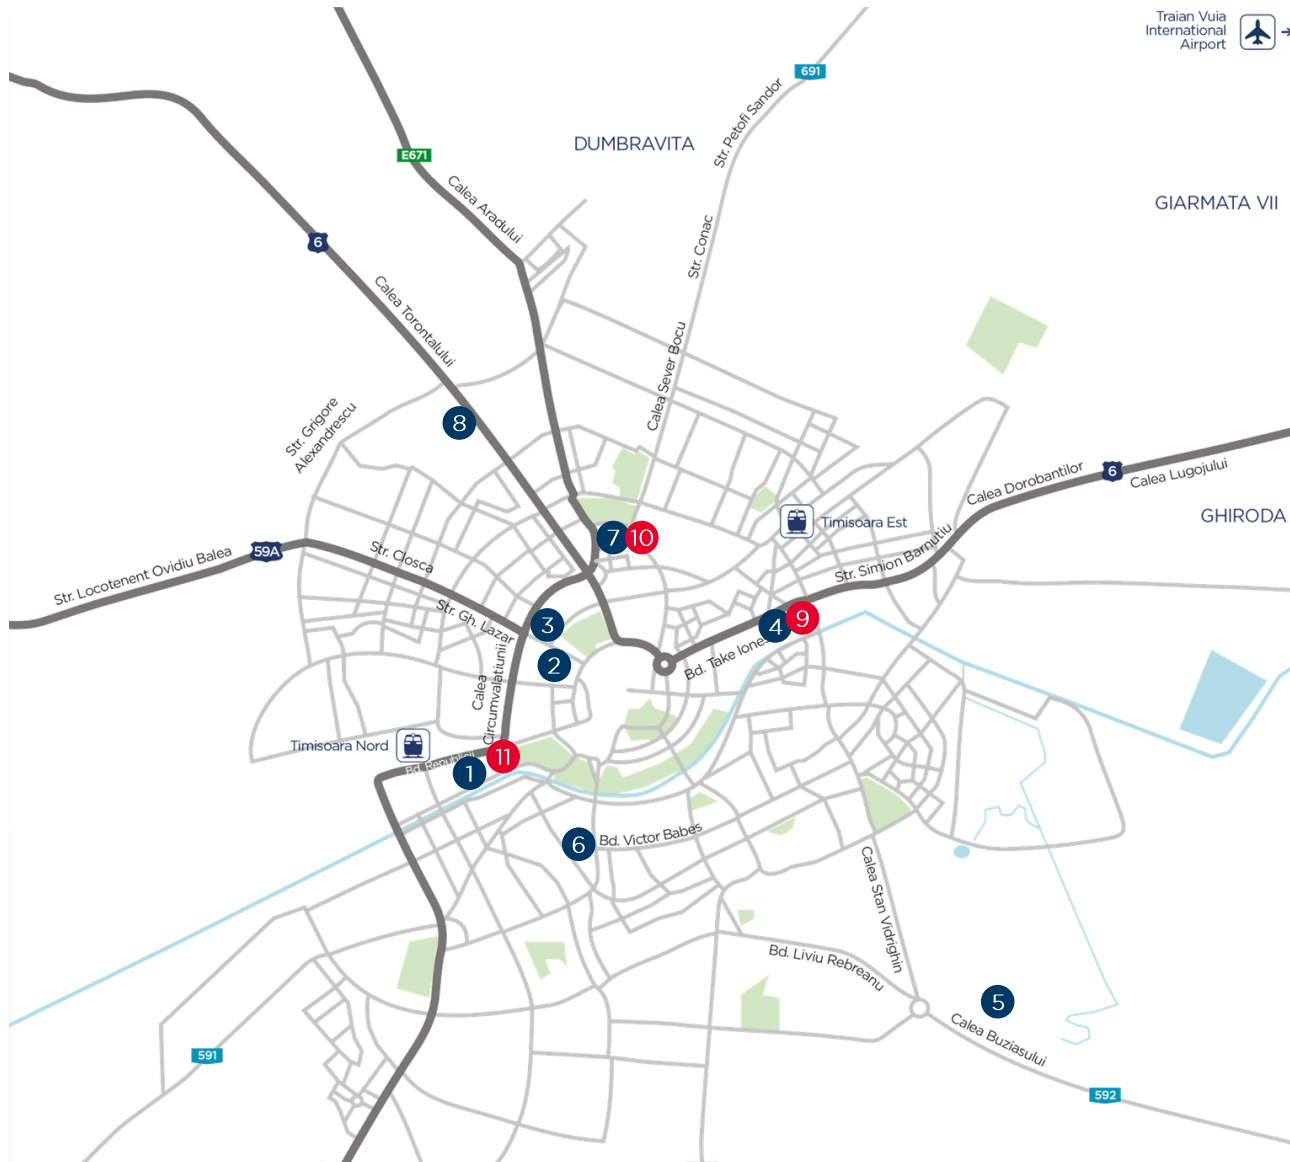 Traian Vuia
International
Airport
691
Str. Petofi Sandor
DUMBRAVITA
E671
Calea Aradului
GIARMATA VII
6
Str. Conac
Calea Torontalului
Calea Sever Bocu
Str. Grigore
Alexandrescu
8
Calea Dorobantilor
6
Calea Lugojului
GHIRODA
Timisoara Est
7
10
59A
Str. Closca
Str. Simion Barnutiu
Str. Locotenent Ovidiu Balea
Str. Gh. Lazar
3
4
9
Bd. Take Iones
2
Calea
Circumvalatiunii
Timisoara Nord
Bd. Republicii
11
1
6
Bd. Victor Babes
Calea Stan Vidrighin
Bd. Liviu Rebreanu
5
Calea Buziasului
591
592